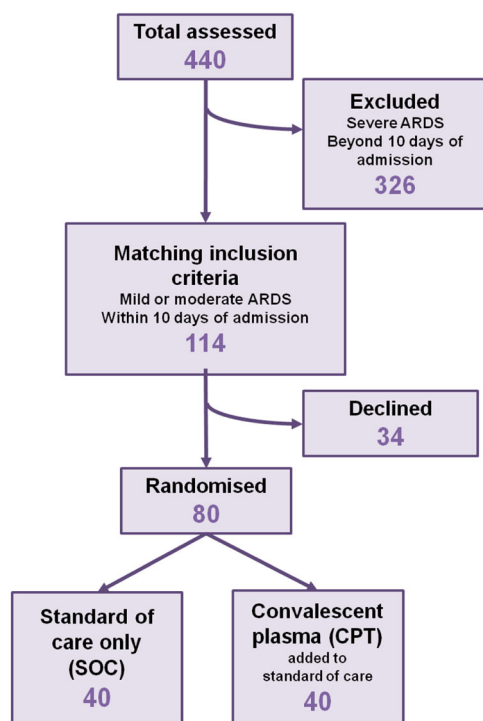 Total assessed
440
Excluded
Severe ARDS
Beyond 10 days of
admission
326
Matching inclusion
criteria
Mild or moderate ARDS
Within 10 days of admission
114
Declined
34
Randomised
80
Standard of
care only
(SOC)
40
Convalescent
plasma (CPT)
added to
standard of care
40